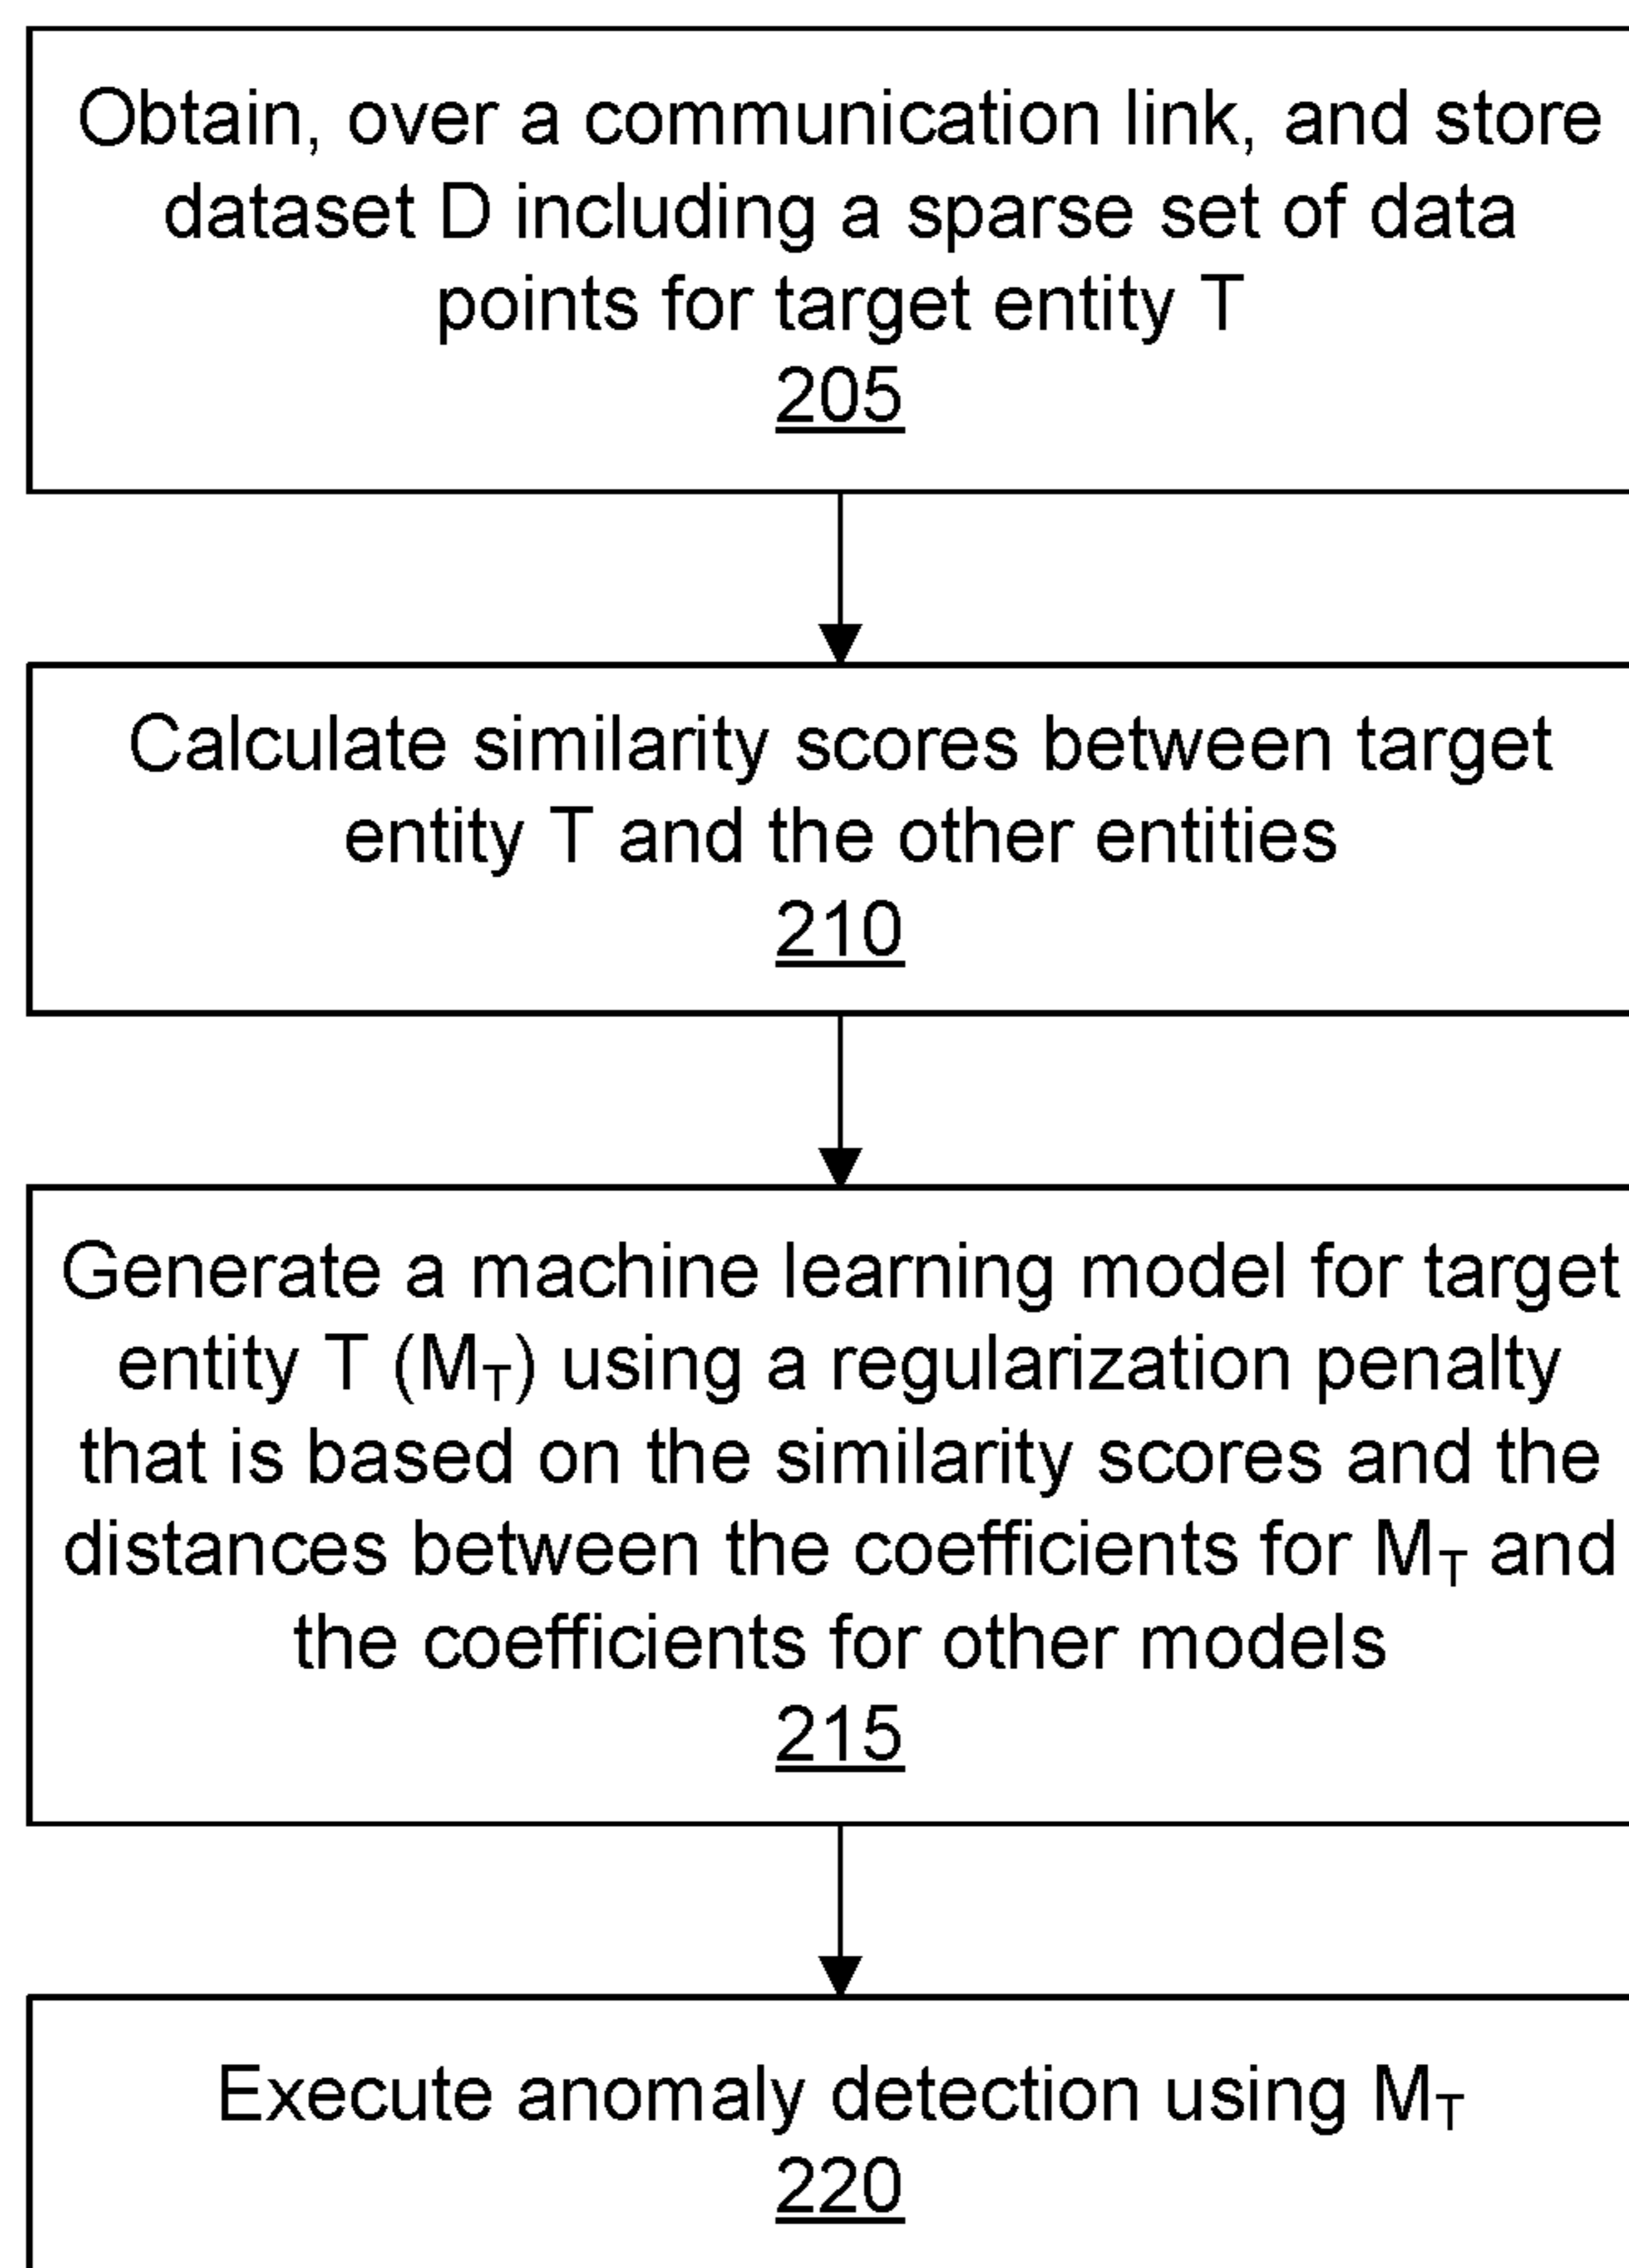 Obtain, over a communication link, and store
dataset D including a sparse set of data
points for target entity T
205
Calculate similarity scores between target
entity T and the other entities
210
Generate a machine learning model for target
entity T (M_T) using a regularization penalty
that is based on the similarity scores and the
distances between the coefficients for M_T and
the coefficients for other models
215
Execute anomaly detection using M_T
220